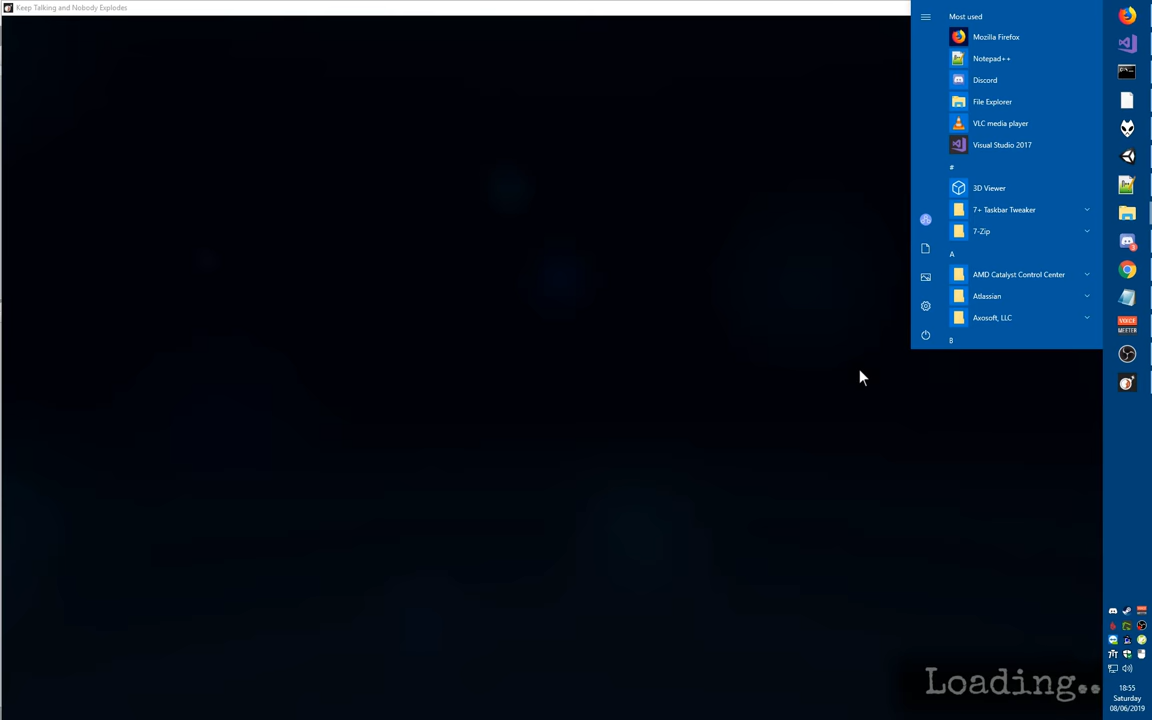 Keep Talking and Nobody Explodes
Most used
Mozilla Firefox
Notepad++
Discord
File Explorer
VLC media player
Visual Studio 2017
#
3D Viewer
7+ Taskbar Tweaker
7-Zip
A
AMD Catalyst Control Center
Atlassian
Axosoft, LLC
B
VOICE
MEETER
Loading..
18:55
Saturday
08/06/2019